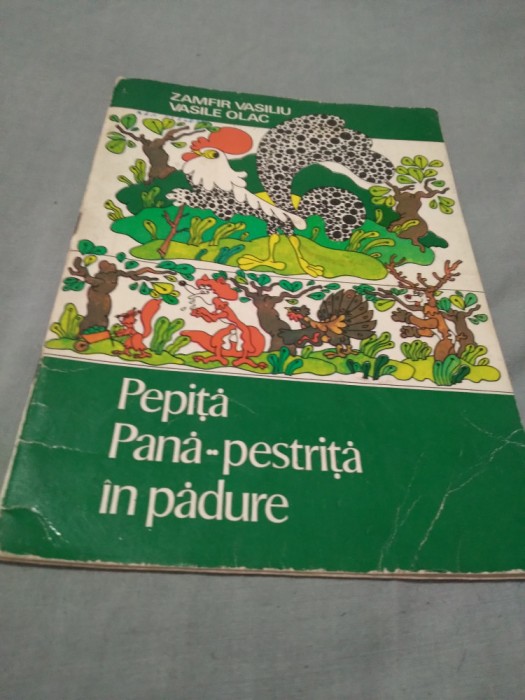 ZAMFIR VASILIU
VASILE OLAC
Pepiță
Pană-pestriță
în pădure